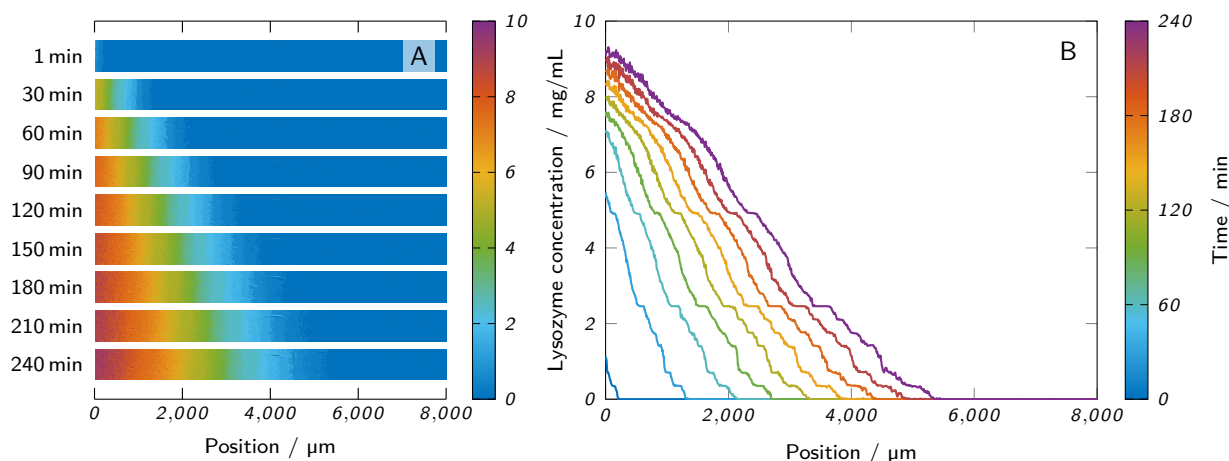 A
1 min
30 min
60 min
90 min
120 min
150 min
180 min
210 min
240 min
0 2,000 4,000 6,000 8,000
Position / µm
10
8
6
4
2
0
B
Lysozyme concentration / mg/mL
10
8
6
4
2
0
0 2,000 4,000 6,000 8,000
Position / µm
240
180
120
60
0
Time / min